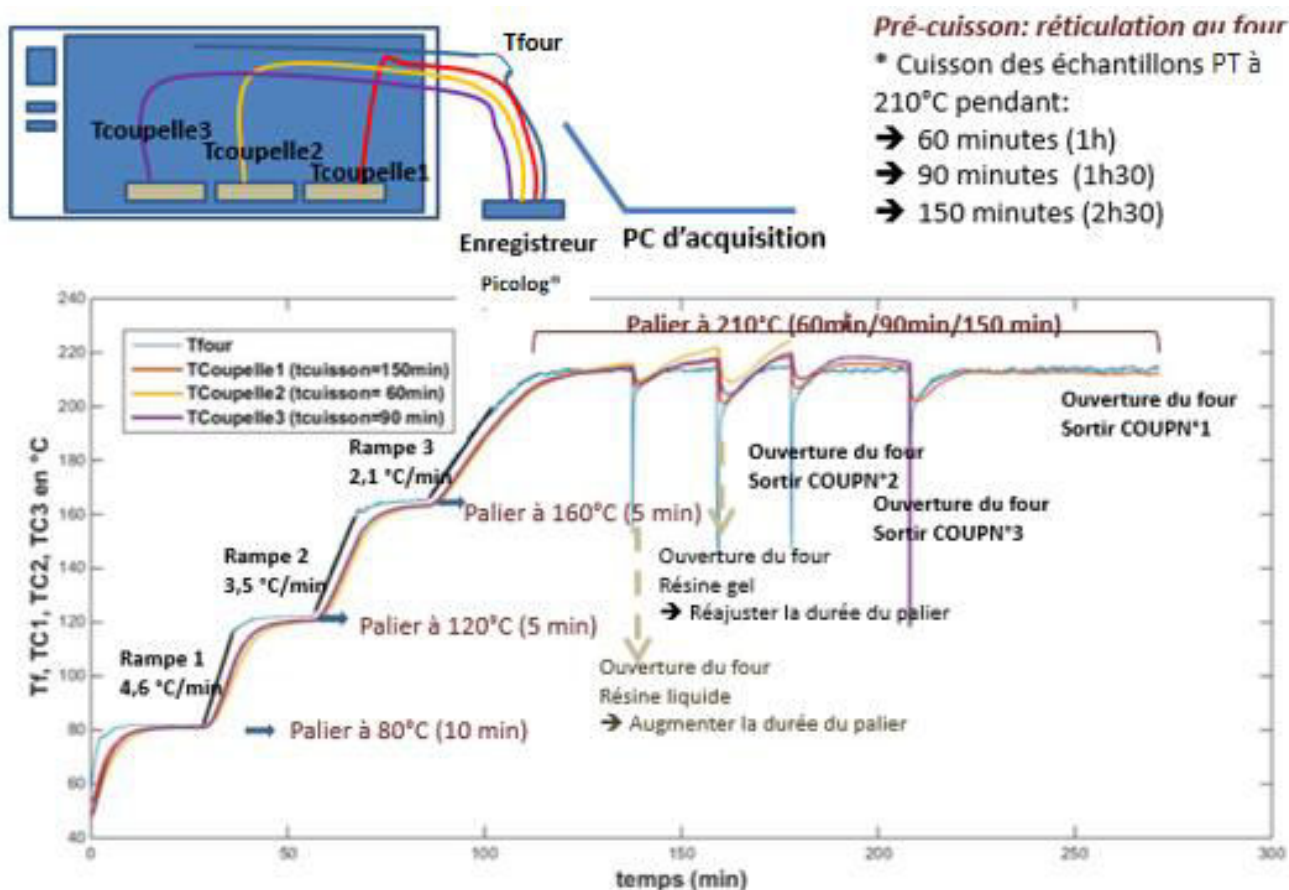 Tfour
Tcoupelle3
Tcoupelle2
Tcoupelle1
Enregistreur
Picolog®
PC d’acquisition
Pré-cuisson: réticulation au four
* Cuisson des échantillons PT à
210°C pendant:
➔ 60 minutes (1h)
➔ 90 minutes (1h30)
➔ 150 minutes (2h30)
Palier à 210°C (60min/90min/150 min)
Tfour
TCoupelle1 (tcuisson=150min)
TCoupelle2 (tcuisson= 60min)
TCoupelle3 (tcuisson=90 min)
Rampe 3
2,1 °C/min
Ouverture du four
Sortir COUPN°1
Ouverture du four
Sortir COUPN°2
Palier à 160°C (5 min)
Ouverture du four
Sortir COUPN°3
Rampe 2
3,5 °C/min
Ouverture du four
Résine gel
➔ Réajuster la durée du palier
Palier à 120°C (5 min)
Rampe 1
4,6 °C/min
Ouverture du four
Résine liquide
➔ Augmenter la durée du palier
Palier à 80°C (10 min)
Tf, TC1, TC2, TC3 en °C
240
220
200
180
160
140
120
100
80
60
40
0
50
100
150
200
250
300
temps (min)